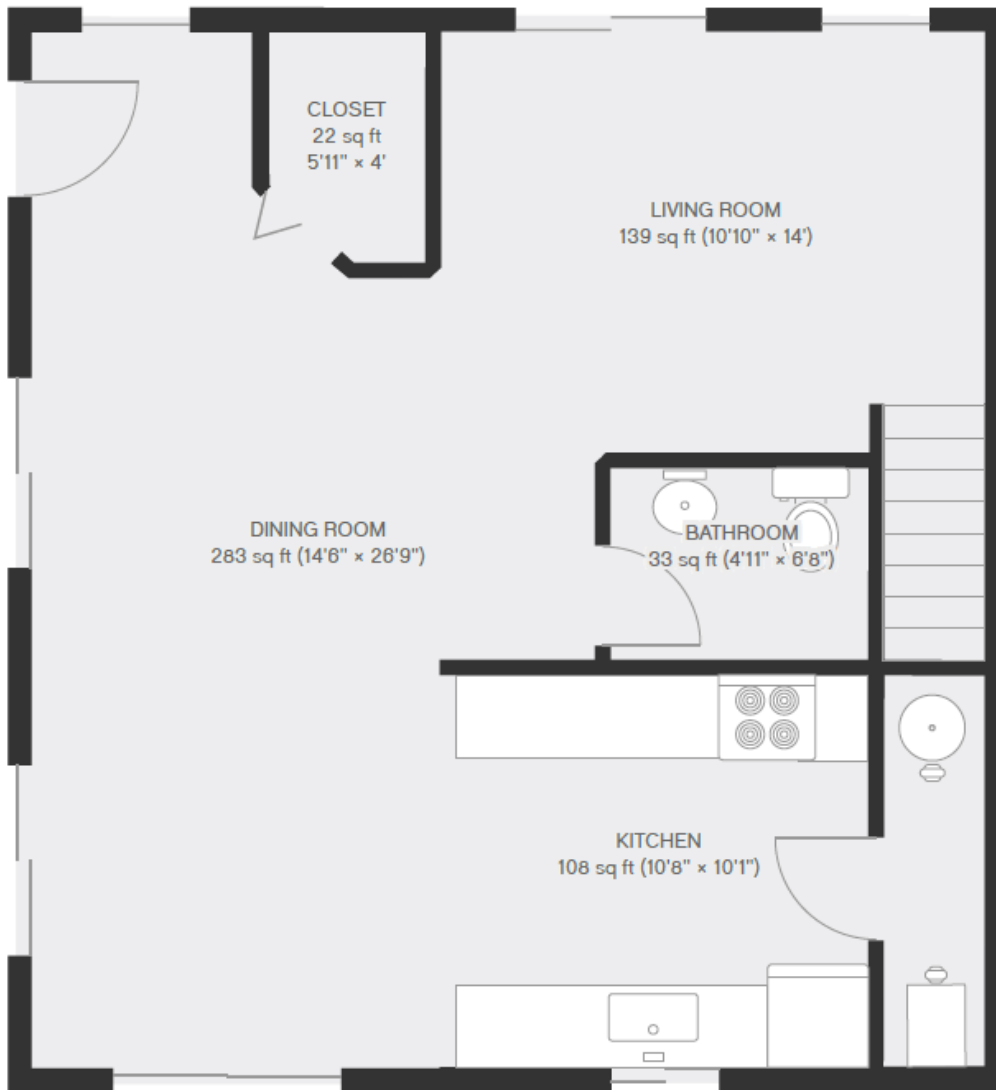 CLOSET
22 sq ft
5'11" × 4'
LIVING ROOM
139 sq ft (10'10" × 14')
DINING ROOM
283 sq ft (14'6" × 26'9")
BATHROOM
33 sq ft (4'11" × 6'8")
KITCHEN
108 sq ft (10'8" × 10'1")